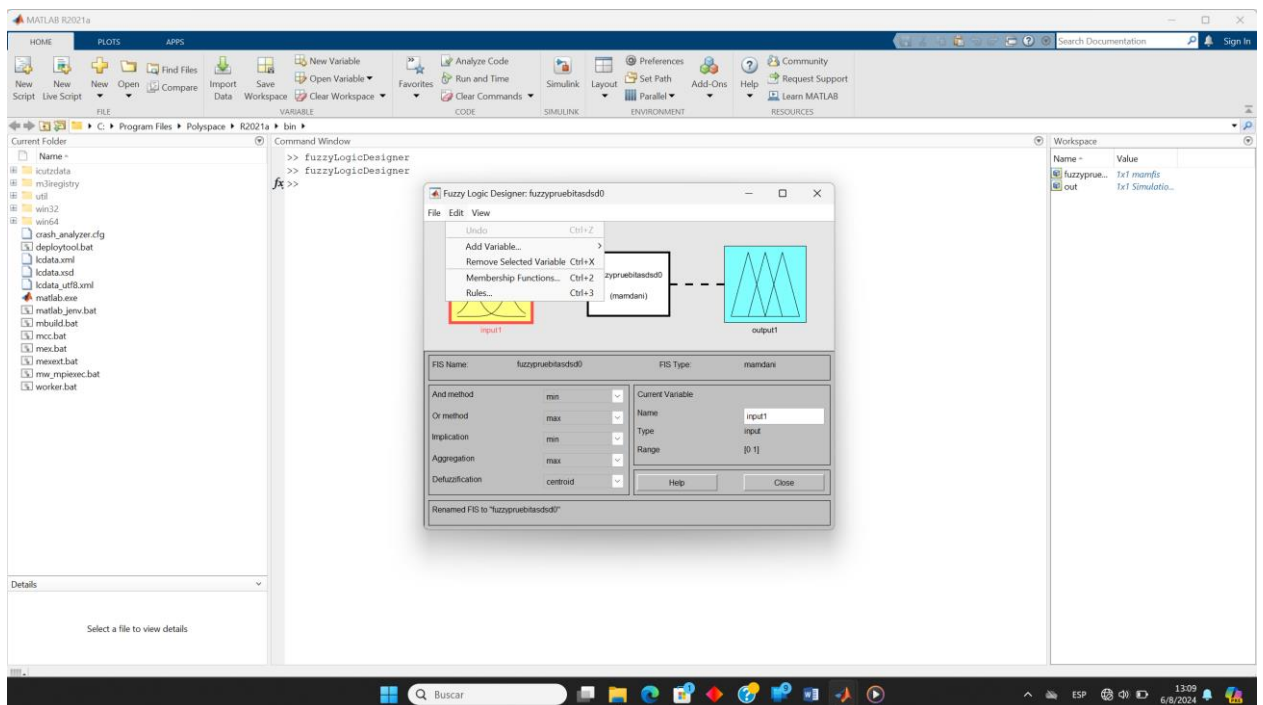 MATLAB R2021a
HOME PLOTS APPS
Search Documentation
Sign In
New Script
New Live Script
New
Open
Find Files
Compare
Import Data
Save Workspace
New Variable
Open Variable
Clear Workspace
Favorites
Analyze Code
Run and Time
Clear Commands
Simulink
Layout
Preferences
Set Path
Parallel
Add-Ons
Help
Community
Request Support
Learn MATLAB
FILE VARIABLE CODE SIMULINK ENVIRONMENT RESOURCES
C: Program Files Polyspace R2021a bin
Current Folder
Name
icutzdata
m3iregistry
util
win32
win64
crash_analyzer.cfg
deploytool.bat
lcdata.xml
lcdata.xsd
lcdata_utf8.xml
matlab.exe
matlab_jenv.bat
mbuild.bat
mcc.bat
mex.bat
mexext.bat
mw_mpiexec.bat
worker.bat
Details
Select a file to view details
Command Window
>> fuzzyLogicDesigner
>> fuzzyLogicDesigner
fx >>
Fuzzy Logic Designer: fuzzypruebitasdsd0
File Edit View
Undo Ctrl+Z
Add Variable... >
Remove Selected Variable Ctrl+X
Membership Functions... Ctrl+2
Rules... Ctrl+3
zypruebitasdsd0
(mamdani)
input1
output1
FIS Name: fuzzypruebitasdsd0 FIS Type: mamdani
And method min
Or method max
Implication min
Aggregation max
Defuzzification centroid
Current Variable
Name input1
Type input
Range [0 1]
Help Close
Renamed FIS to "fuzzypruebitasdsd0"
Workspace
Name Value
fuzzyprue... 1x1 mamfis
out 1x1 Simulatio...
Buscar
ESP
13:09
6/8/2024